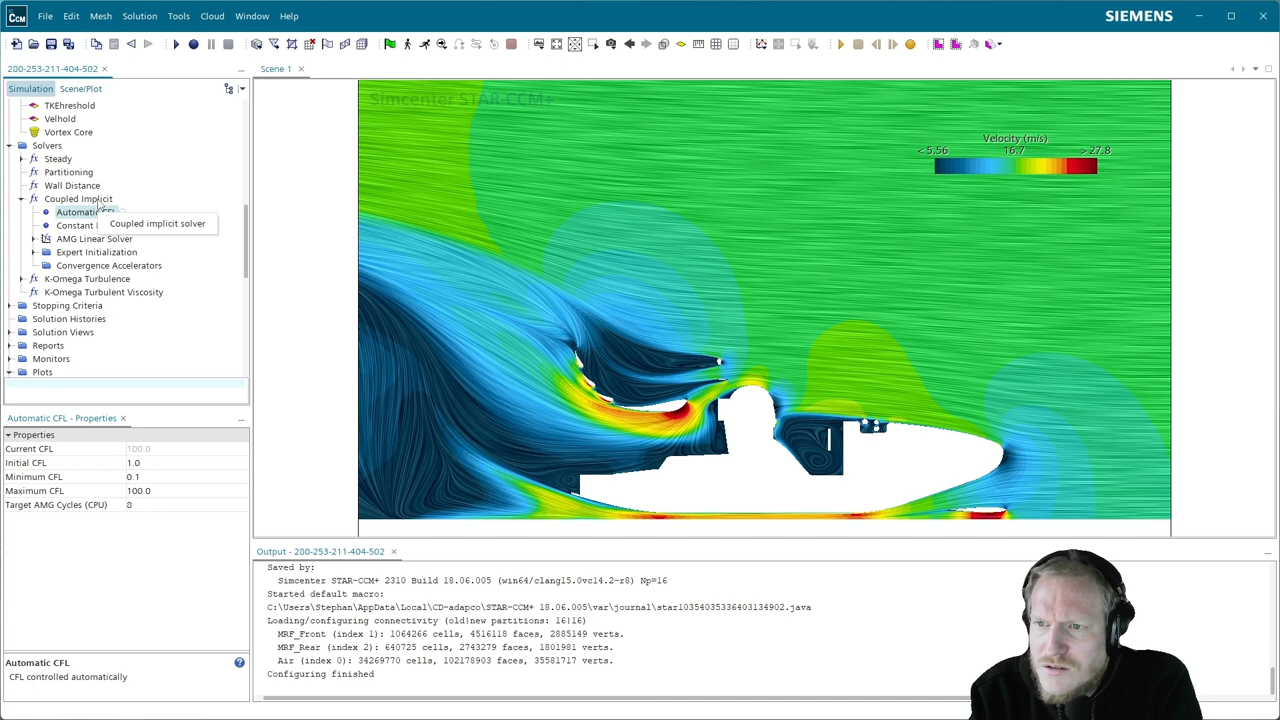 CCM File Edit Mesh Solution Tools Cloud Window Help SIEMENS
280-253-211-404-502
Simulation Scene/Plot
TKEhreshold
Velhold
Vortex Core
Solvers
Steady
Partitioning
Wall Distance
Coupled Implicit
Automatic CFL
Constant
Coupled implicit solver
AMG Linear Solver
Expert Initialization
Convergence Accelerators
K-Omega Turbulence
K-Omega Turbulent Viscosity
Stopping Criteria
Solution Histories
Solution Views
Reports
Monitors
Plots
Automatic CFL - Properties
Properties
Current CFL 100.0
Initial CFL 1.0
Minimum CFL 0.1
Maximum CFL 100.0
Target AMG Cycles (CPU) 8
Automatic CFL
CFL controlled automatically
Scene 1
Simcenter STAR-CCM+
Velocity (m/s)
< 5.56 16.7 > 27.8
Output - 280-253-211-404-502
Saved by:
Simcenter STAR-CCM+ 2310 Build 18.06.005 (win64/clang15.0vc14.2-r8) Np=16
Started default macro:
C:\Users\Stephan\AppData\Local\CD-adapco\STAR-CCM+ 18.06.005\var\journal\star10354035336403134902.java
Loading/configuring connectivity (old|new partitions: 16|16)
MRF_Front (index 1): 1064266 cells, 4516118 faces, 2885149 verts.
MRF_Rear (index 2): 640725 cells, 2743279 faces, 1801981 verts.
Air (index 0): 34269770 cells, 102178903 faces, 35581717 verts.
Configuring finished